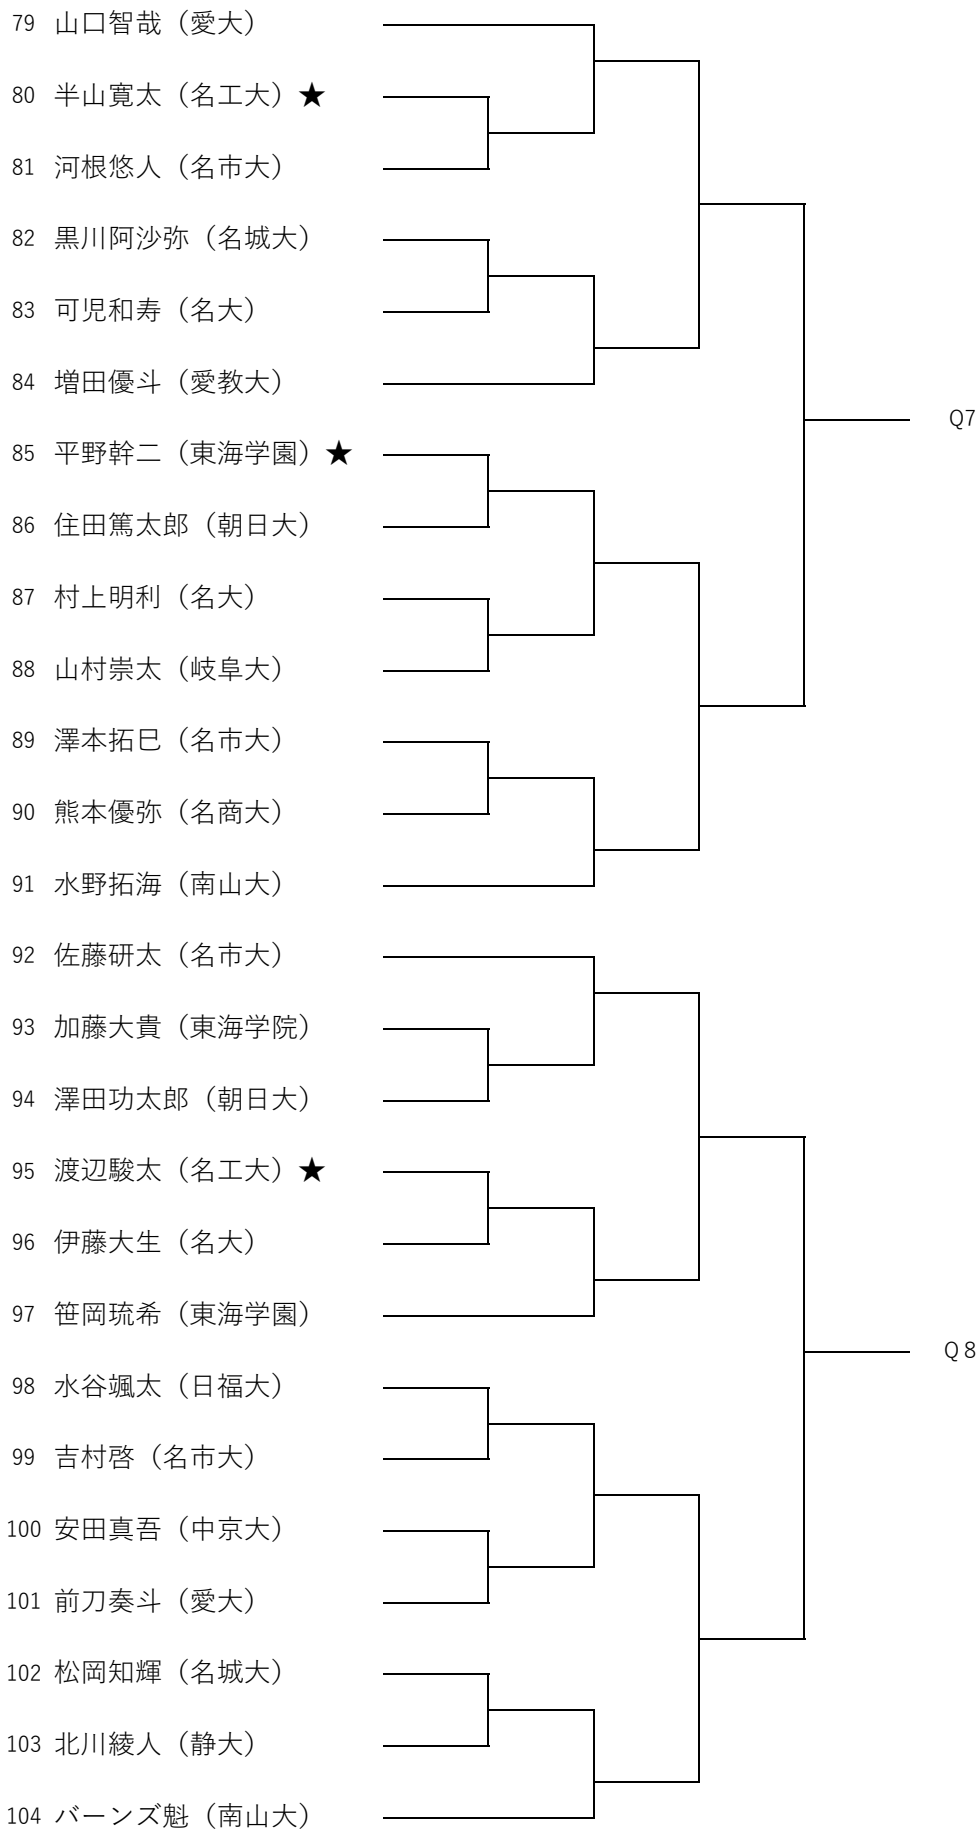 79 山口智哉（愛大）
80 半山寛太（名工大）★
81 河根悠人（名市大）
82 黒川阿沙弥（名城大）
83 可児和寿（名大）
84 増田優斗（愛教大）
Q7
85 平野幹二（東海学園）★
86 住田篤太郎（朝日大）
87 村上明利（名大）
88 山村崇太（岐阜大）
89 澤本拓巳（名市大）
90 熊本優弥（名商大）
91 水野拓海（南山大）
92 佐藤研太（名市大）
93 加藤大貴（東海学院）
94 澤田功太郎（朝日大）
95 渡辺駿太（名工大）★
96 伊藤大生（名大）
97 笹岡琉希（東海学園）
Q 8
98 水谷颯太（日福大）
99 吉村啓（名市大）
100 安田真吾（中京大）
101 前刀奏斗（愛大）
102 松岡知輝（名城大）
103 北川綾人（静大）
104 バーンズ魁（南山大）